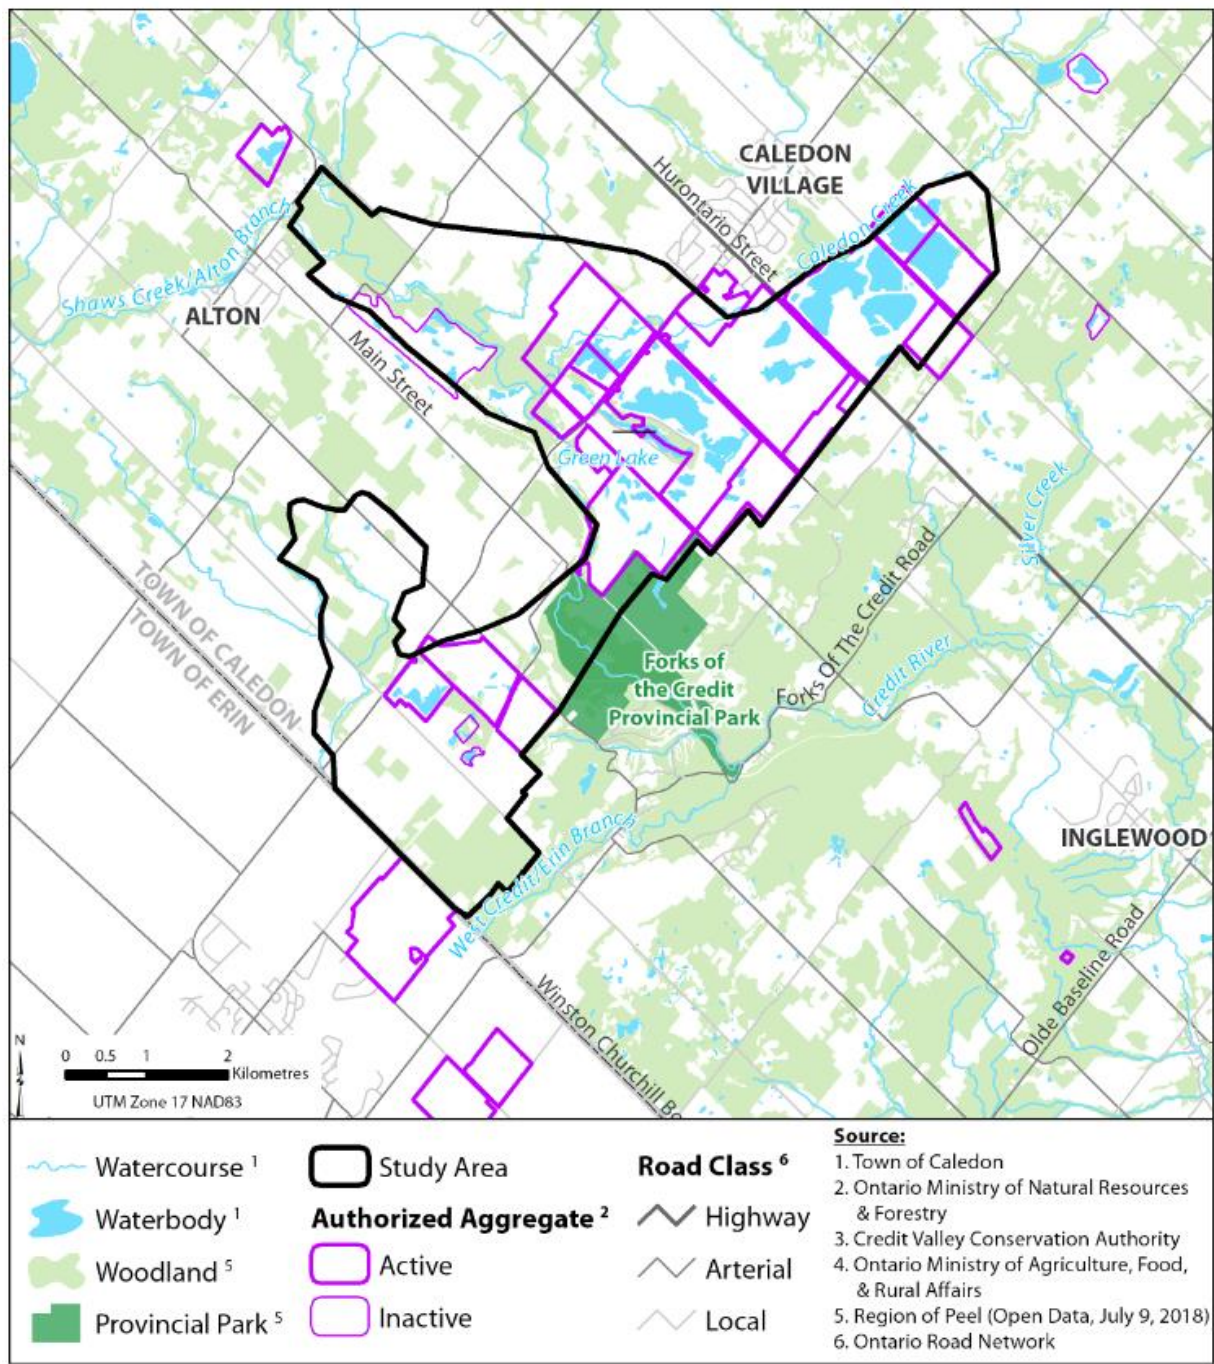 CALEDON
VILLAGE
Hurontario Street
Caledon Creek
Shaws Creek/Alton Branch
ALTON
Main Street
Green Lake
Silver Creek
TOWN OF CALEDON
TOWN OF ERIN
Forks Of The Credit Road
Forks of
the Credit
Provincial Park
Credit River
West Credit/Erin Branch
INGLEWOOD
Olde Baseline Road
Winston Churchill Bo
N
0 0.5 1 2
Kilometres
UTM Zone 17 NAD83
Watercourse 1
Waterbody 1
Woodland 5
Provincial Park 5
Study Area
Authorized Aggregate 2
Active
Inactive
Road Class 6
Highway
Arterial
Local
Source:
1. Town of Caledon
2. Ontario Ministry of Natural Resources
& Forestry
3. Credit Valley Conservation Authority
4. Ontario Ministry of Agriculture, Food,
& Rural Affairs
5. Region of Peel (Open Data, July 9, 2018)
6. Ontario Road Network